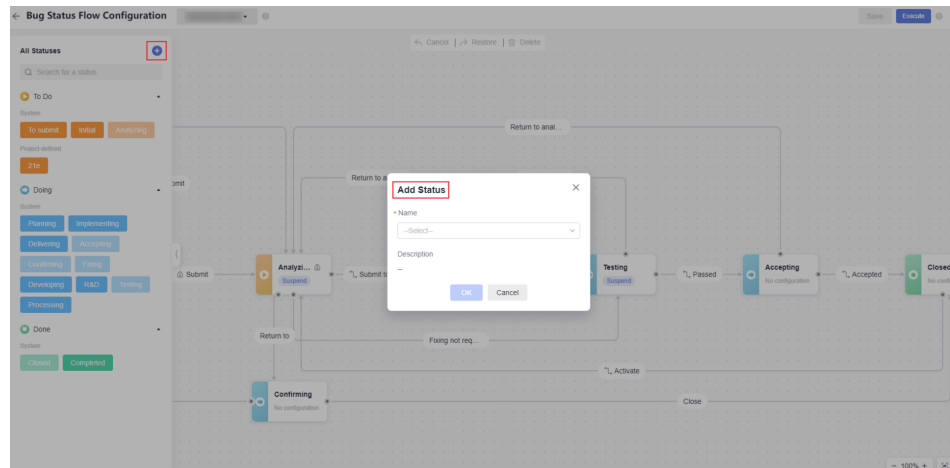 Bug Status Flow Configuration
Save
Execute
All Statuses
Cancel
Restore
Delete
Search for a status.
To Do
System
To submit
Initial
Analyzing
Project-defined
21e
Doing
System
Planning
Implementing
Delivering
Accepting
Confirming
Fixing
Developing
R&D
Testing
Processing
Done
System
Closed
Completed
Return to anal...
Return to a
omit
Add Status
* Name
--Select--
Description
--
OK
Cancel
Submit
Analyzi...
Suspend
Submit to
Testing
Suspend
Passed
Accepting
No configuration
Accepted
Closed
No confi
Return to
Fixing not req...
Activate
Confirming
No configuration
Close
− 100% +